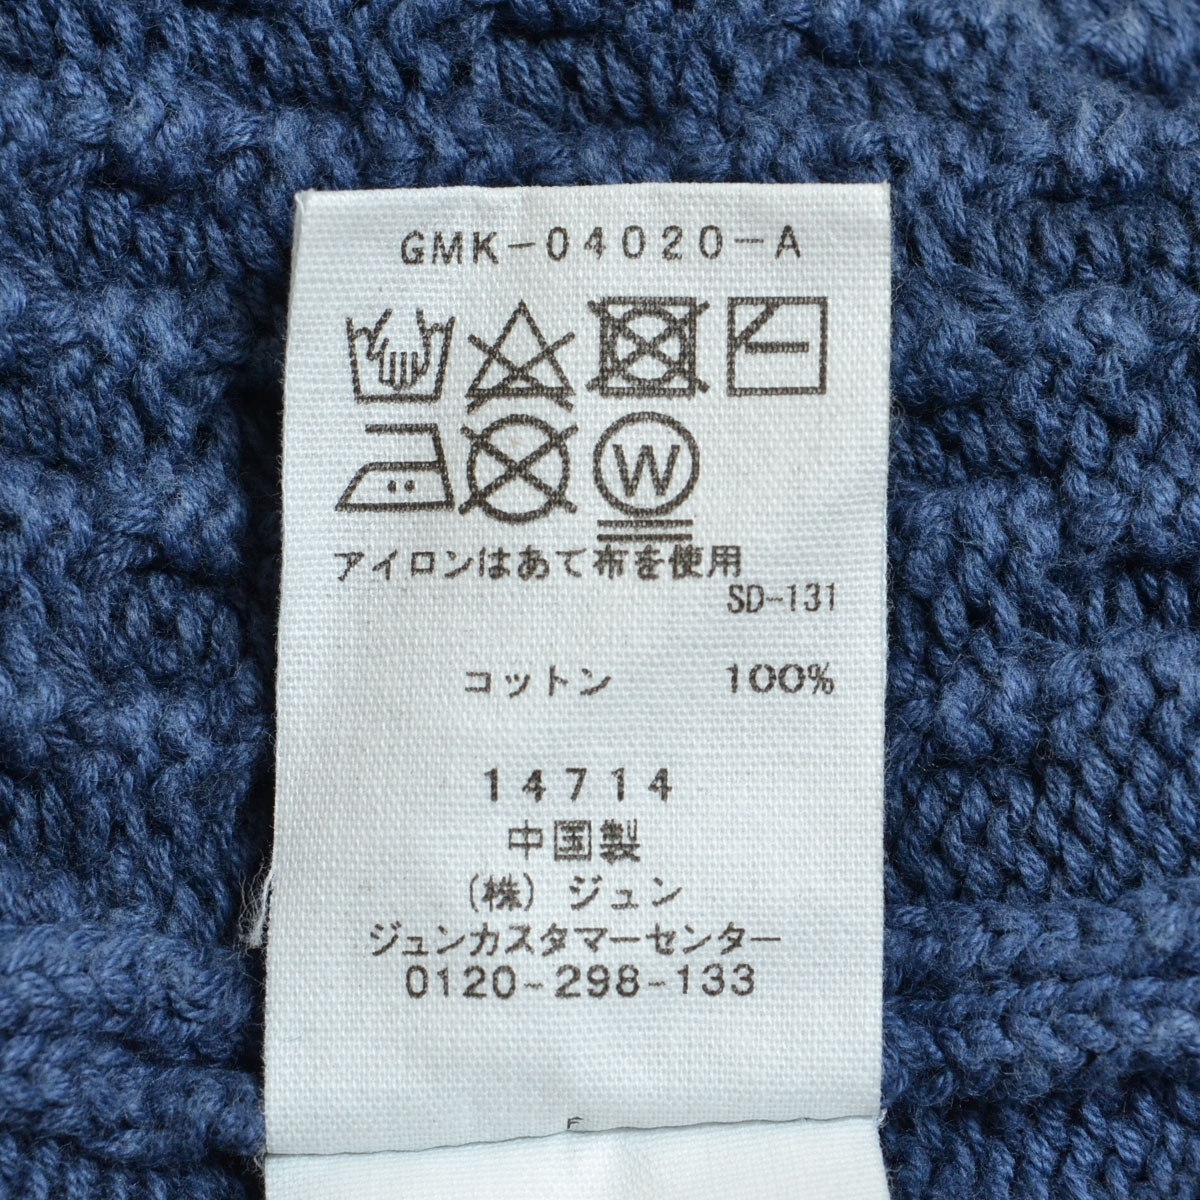 GMK-04020-A
W
アイロンはあて布を使用
SD-131
コットン 100%
14714
中国製
(株) ジュン
ジュンカスタマーセンター
0120-298-133